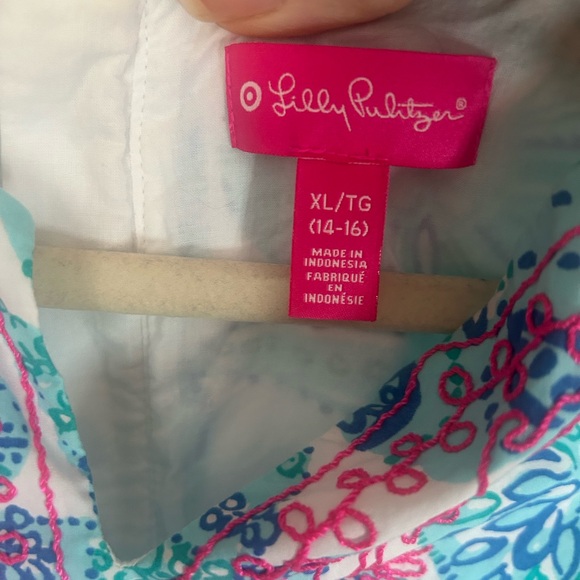 Lilly Pulitzer®
XL/TG
(14-16)
MADE IN
INDONESIA
FABRIQUÉ
EN
INDONÉSIE